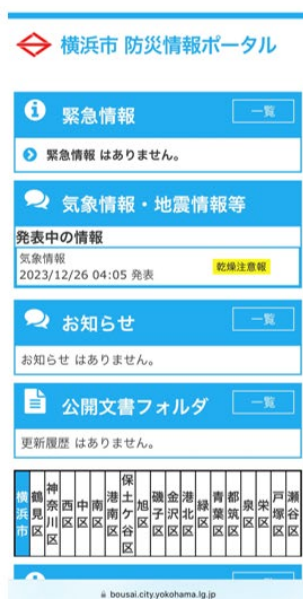 横浜市 防災情報ポータル
緊急情報
一覧
緊急情報 はありません。
気象情報・地震情報等
発表中の情報
気象情報
2023/12/26 04:05 発表
乾燥注意報
お知らせ
一覧
お知らせ はありません。
公開文書フォルダ
一覧
更新履歴 はありません。
横浜市
鶴見区
神奈川区
西区
中区
南区
港南区
保土ケ谷区
旭区
磯子区
金沢区
港北区
緑区
青葉区
都筑区
泉区
栄区
戸塚区
瀬谷区
bousai.city.yokohama.lg.jp